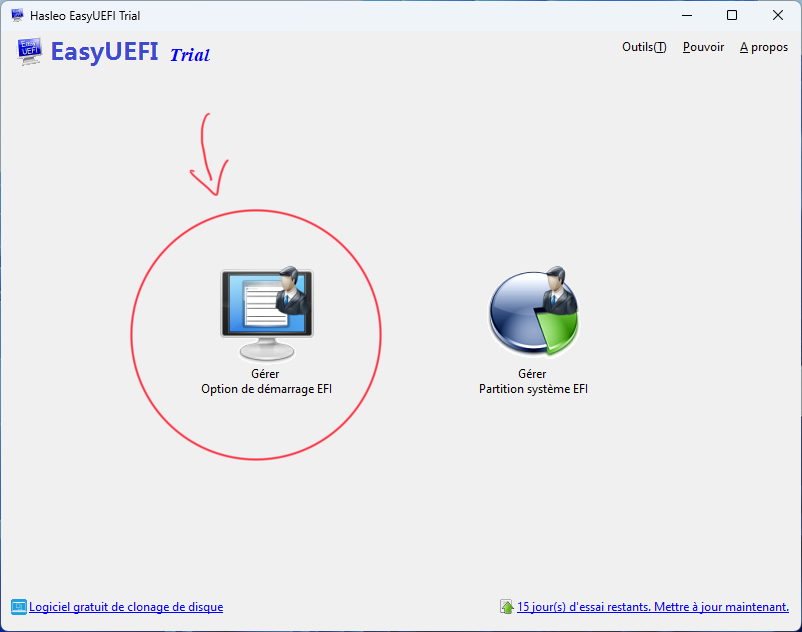 Hasleo EasyUEFI Trial
EasyUEFI Trial
Outils(T) Pouvoir A propos
Gérer
Option de démarrage EFI
Gérer
Partition système EFI
Logiciel gratuit de clonage de disque
15 jour(s) d'essai restants. Mettre à jour maintenant.